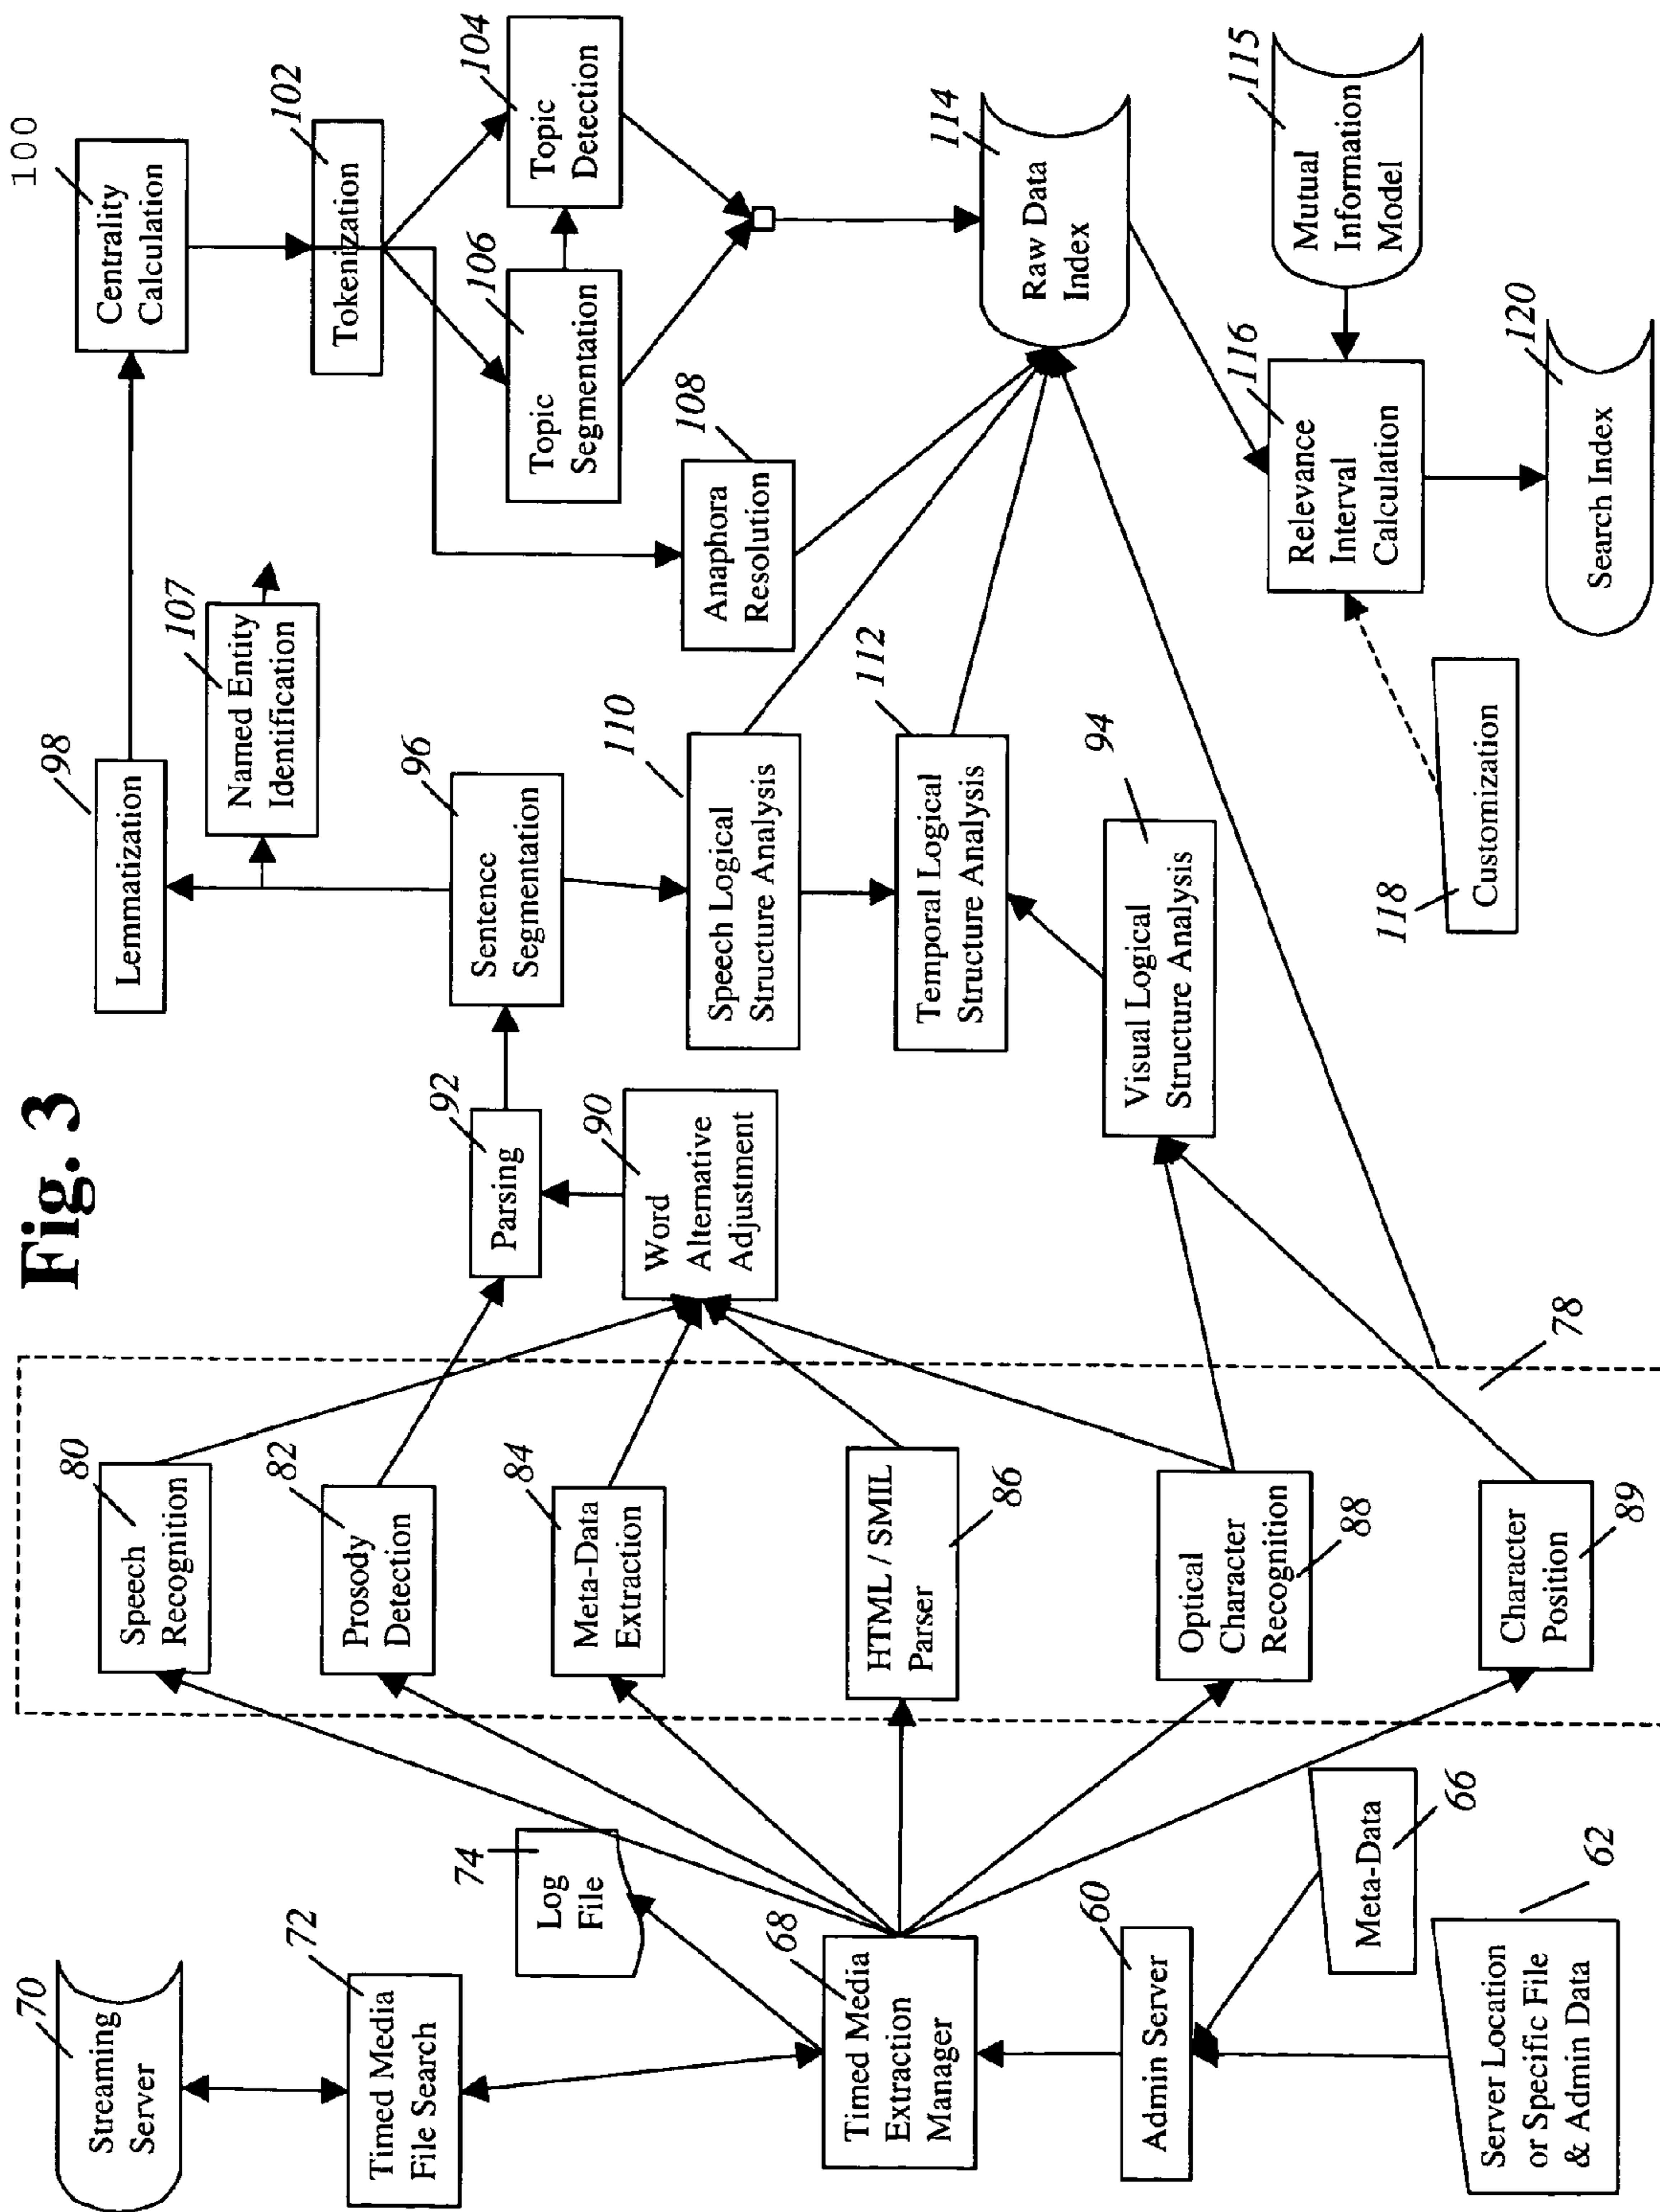 Fig. 3
70
Streaming
Server
72
Timed Media
File Search
74
Log
File
68
Timed Media
Extraction
Manager
60
Admin Server
Meta-Data
66
62
Server Location
or Specific File
& Admin Data
80
Speech
Recognition
82
Prosody
Detection
84
Meta-Data
Extraction
HTML / SMIL
Parser
86
Optical
Character
Recognition
88
Character
Position
89
78
92
Parsing
90
Word
Alternative
Adjustment
98
Lemmatization
107
Named Entity
Identification
96
Sentence
Segmentation
110
Speech Logical
Structure Analysis
112
Temporal Logical
Structure Analysis
94
Visual Logical
Structure Analysis
100
Centrality
Calculation
102
Tokenization
104
Topic
Detection
106
Topic
Segmentation
108
Anaphora
Resolution
114
Raw Data
Index
115
Mutual
Information
Model
116
Relevance
Interval
Calculation
118
Customization
120
Search Index